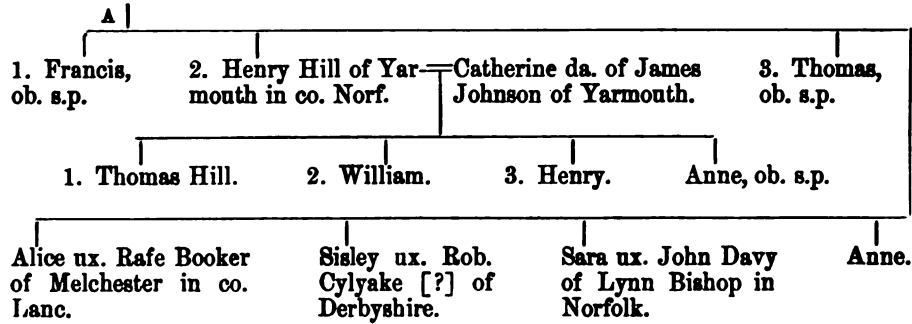 A
1. Francis,
ob. s.p.
2. Henry Hill of Yar-
mouth in co. Norf.
Catherine da. of James
Johnson of Yarmouth.
3. Thomas,
ob. s.p.
1. Thomas Hill.
2. William.
3. Henry.
Anne, ob. s.p.
Alice ux. Rafe Booker
of Melchester in co.
Lanc.
Sisley ux. Rob.
Cylyake [?] of
Derbyshire.
Sara ux. John Davy
of Lynn Bishop in
Norfolk.
Anne.